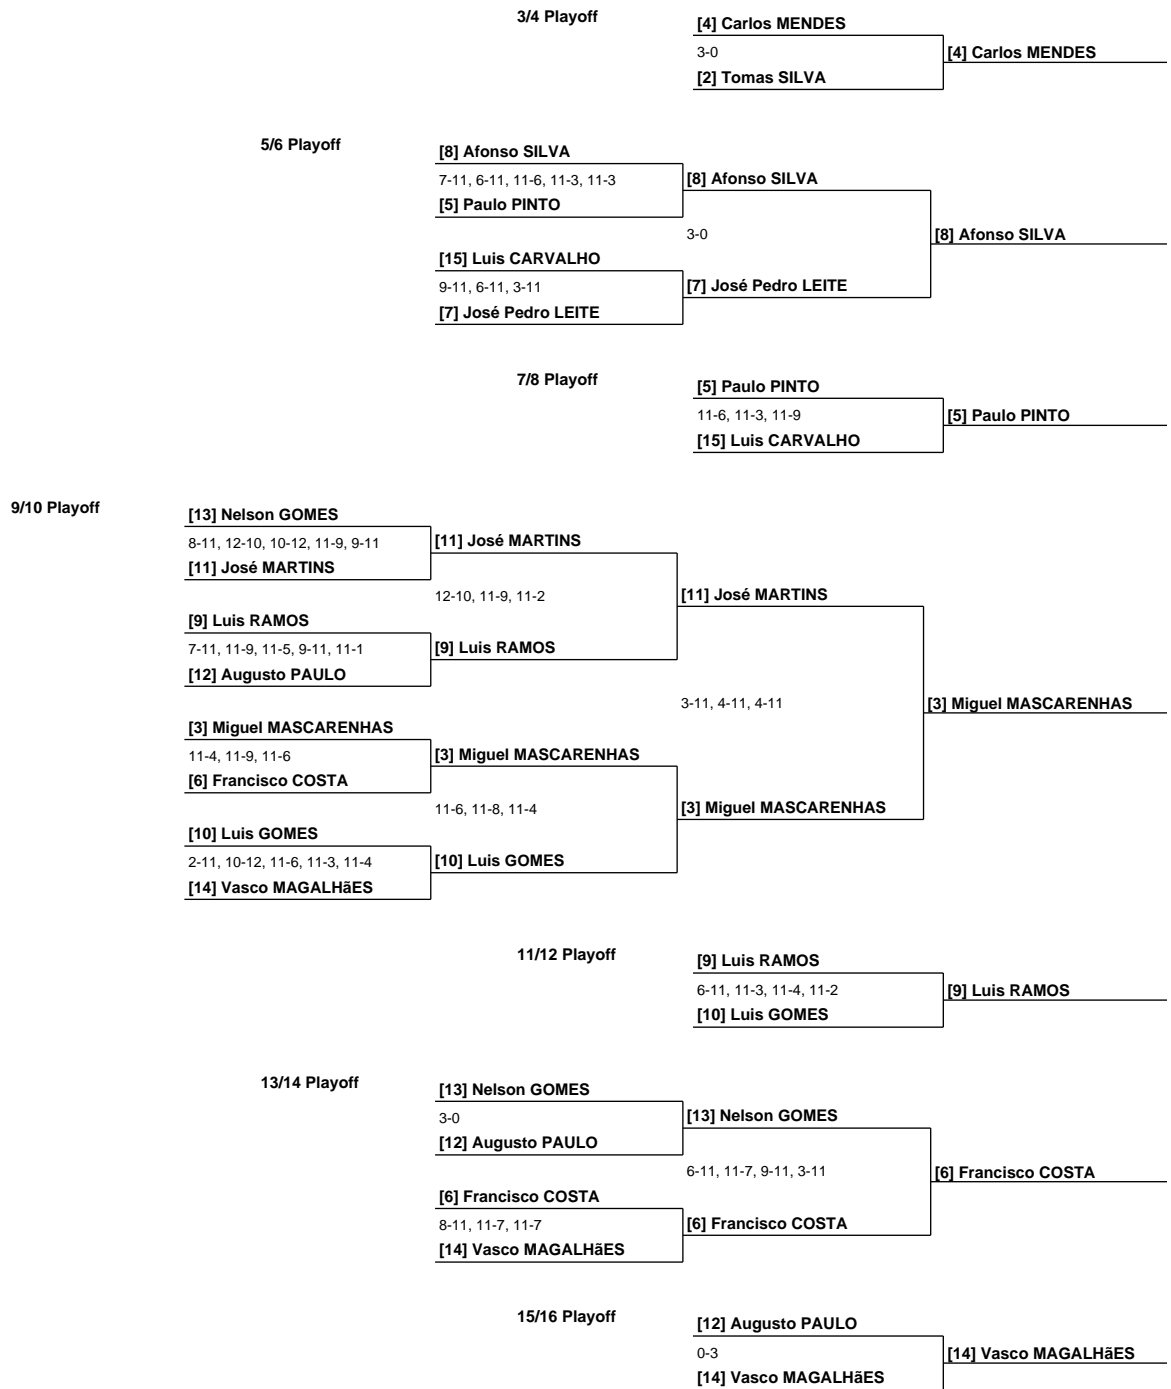 3/4 Playoff
[4] Carlos MENDES
3-0
[4] Carlos MENDES
[2] Tomas SILVA
5/6 Playoff
[8] Afonso SILVA
7-11, 6-11, 11-6, 11-3, 11-3
[8] Afonso SILVA
[5] Paulo PINTO
3-0
[8] Afonso SILVA
[15] Luis CARVALHO
9-11, 6-11, 3-11
[7] José Pedro LEITE
[7] José Pedro LEITE
7/8 Playoff
[5] Paulo PINTO
11-6, 11-3, 11-9
[5] Paulo PINTO
[15] Luis CARVALHO
9/10 Playoff
[13] Nelson GOMES
8-11, 12-10, 10-12, 11-9, 9-11
[11] José MARTINS
[11] José MARTINS
12-10, 11-9, 11-2
[11] José MARTINS
[9] Luis RAMOS
7-11, 11-9, 11-5, 9-11, 11-1
[9] Luis RAMOS
[12] Augusto PAULO
3-11, 4-11, 4-11
[3] Miguel MASCARENHAS
[3] Miguel MASCARENHAS
11-4, 11-9, 11-6
[3] Miguel MASCARENHAS
[6] Francisco COSTA
11-6, 11-8, 11-4
[3] Miguel MASCARENHAS
[10] Luis GOMES
2-11, 10-12, 11-6, 11-3, 11-4
[10] Luis GOMES
[14] Vasco MAGALHãES
11/12 Playoff
[9] Luis RAMOS
6-11, 11-3, 11-4, 11-2
[9] Luis RAMOS
[10] Luis GOMES
13/14 Playoff
[13] Nelson GOMES
3-0
[13] Nelson GOMES
[12] Augusto PAULO
6-11, 11-7, 9-11, 3-11
[6] Francisco COSTA
[6] Francisco COSTA
8-11, 11-7, 11-7
[6] Francisco COSTA
[14] Vasco MAGALHãES
15/16 Playoff
[12] Augusto PAULO
0-3
[14] Vasco MAGALHãES
[14] Vasco MAGALHãES